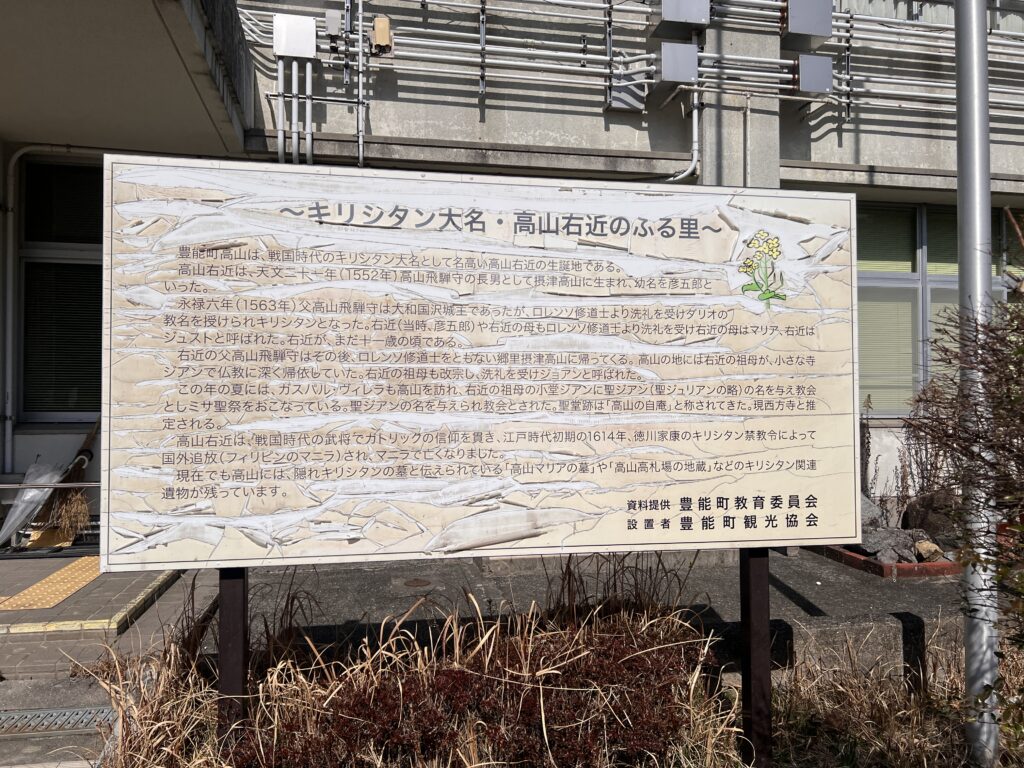 ～キリシタン大名・高山右近のふる里～
豊能町高山は、戦国時代のキリシタン大名として名高い高山右近の生誕地である。
高山右近は、天文二十一年（1552年）高山飛騨守の長男として摂津高山に生まれ、幼名を彦五郎と
いった。
永禄六年（1563年）父高山飛騨守は大和国沢城主であったが、ロレンソ修道士より洗礼を受けダリオの
教名を授けられキリシタンとなった。右近（当時、彦五郎）や右近の母もロレンソ修道士より洗礼を受け右近の母はマリア、右近は
ジュストと呼ばれた。右近が、まだ十一歳の頃である。
右近の父高山飛騨守はその後、ロレンソ修道士をともない郷里摂津高山に帰ってくる。高山の地には右近の祖母が、小さな寺
ジアンで仏教に深く帰依していた。右近の祖母も改宗し、洗礼を受けジョアンと呼ばれた。
この年の夏には、ガスパル・ヴィレラも高山を訪れ、右近の祖母の小堂ジアンに聖ジアン（聖ジュリアンの略）の名を与え教会
としミサ聖祭をおこなっている。聖ジアンの名を与えられ教会とされた。聖堂跡は「高山の自庵」と称されてきた。現西方寺と推
定される。
高山右近は、戦国時代の武将でカトリックの信仰を貫き、江戸時代初期の1614年、徳川家康のキリシタン禁教令によって
国外追放（フィリピンのマニラ）され、マニラで亡くなりました。
現在でも高山には、隠れキリシタンの墓と伝えられている「高山マリアの墓」や「高山高札場の地蔵」などのキリシタン関連
遺物が残っています。
資料提供 豊能町教育委員会
設置者 豊能町観光協会